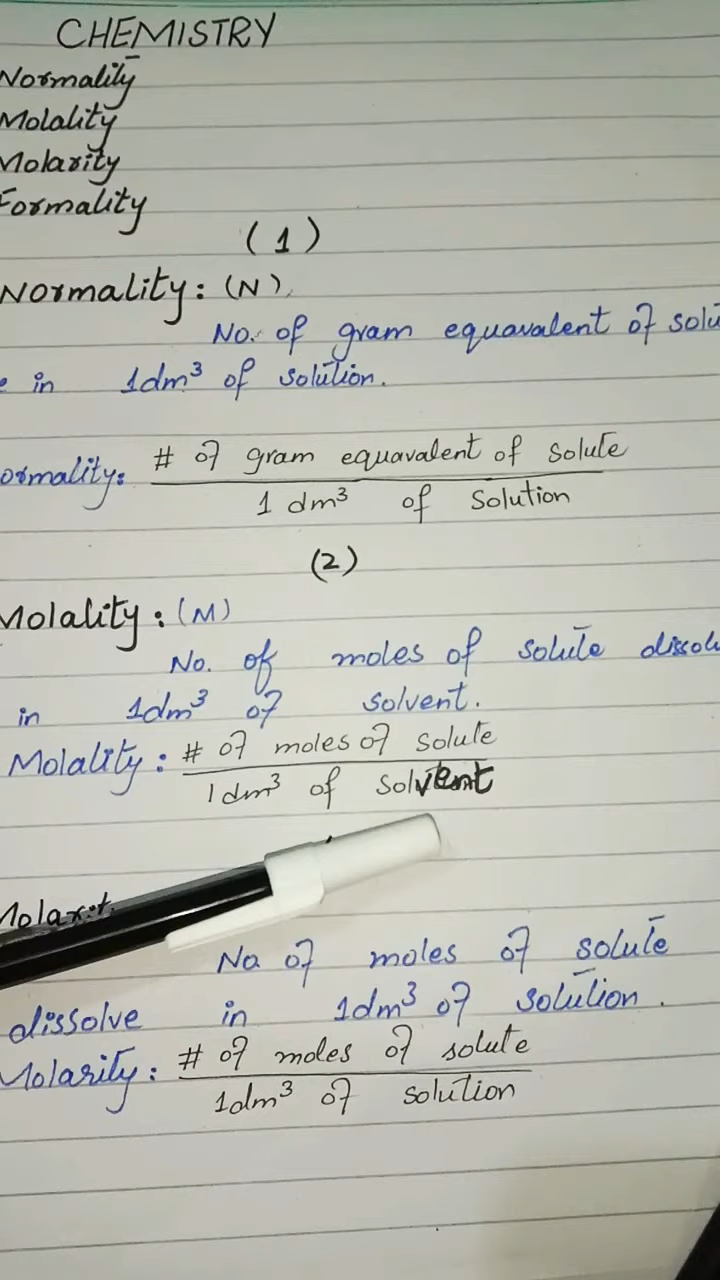 CHEMISTRY
Normality
Molality
Molarity
Formality
(1)
Normality: (N)
No. of gram equavalent of solu
e in 1dm³ of solution.
ormality: # of gram equavalent of solute
1 dm³ of Solution
(2)
Molality: (M)
No. of moles of solute dissol
in 1dm³ of solvent.
Molality: # of moles of solute
1dm³ of solvent
No of moles of solute
dissolve in 1dm³ of solution.
Molarity: # of moles of solute
1dm³ of solution